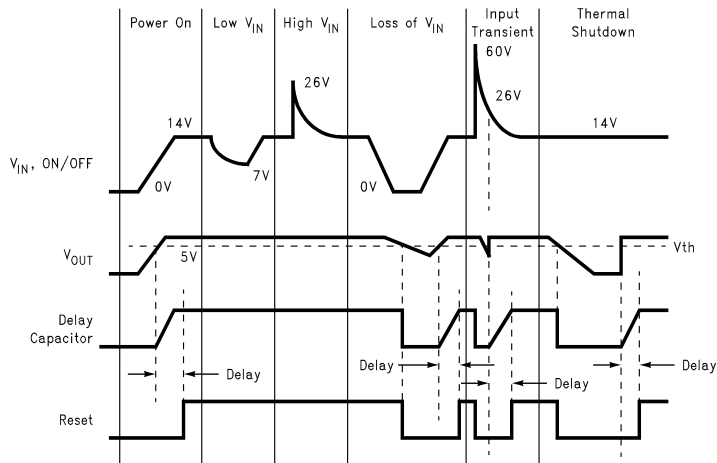 Power On
Low VIN
High VIN
Loss of VIN
Input
Transient
Thermal
Shutdown
60V
26V
26V
14V
14V
VIN, ON/OFF
0V
7V
0V
VOUT
5V
Vth
Delay
Capacitor
Delay
Delay
Delay
Delay
Reset